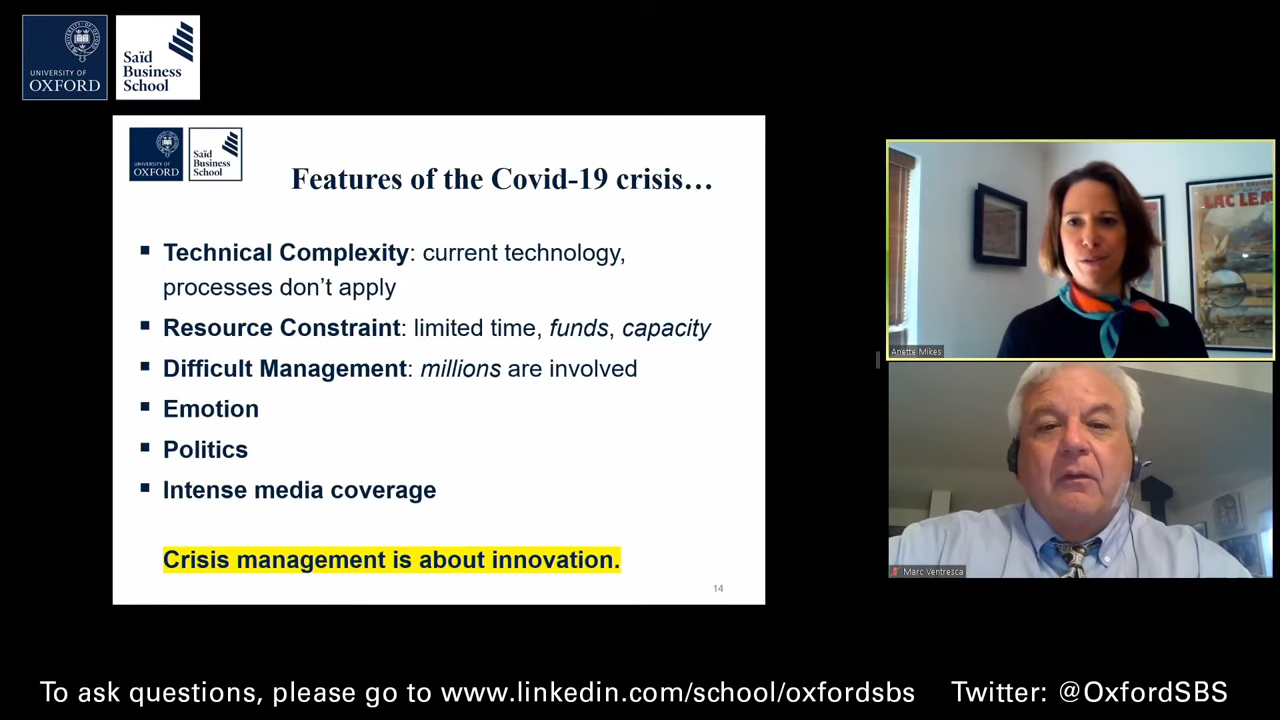 UNIVERSITY OF
OXFORD
Saïd
Business
School
UNIVERSITY OF
OXFORD
Saïd
Business
School
Features of the Covid-19 crisis…
Technical Complexity: current technology,
processes don’t apply
Resource Constraint: limited time, funds, capacity
Difficult Management: millions are involved
Emotion
Politics
Intense media coverage
Crisis management is about innovation.
14
LAC LEM
Anette Mikes
Marc Ventresca
To ask questions, please go to www.linkedin.com/school/oxfordsbs Twitter: @OxfordSBS